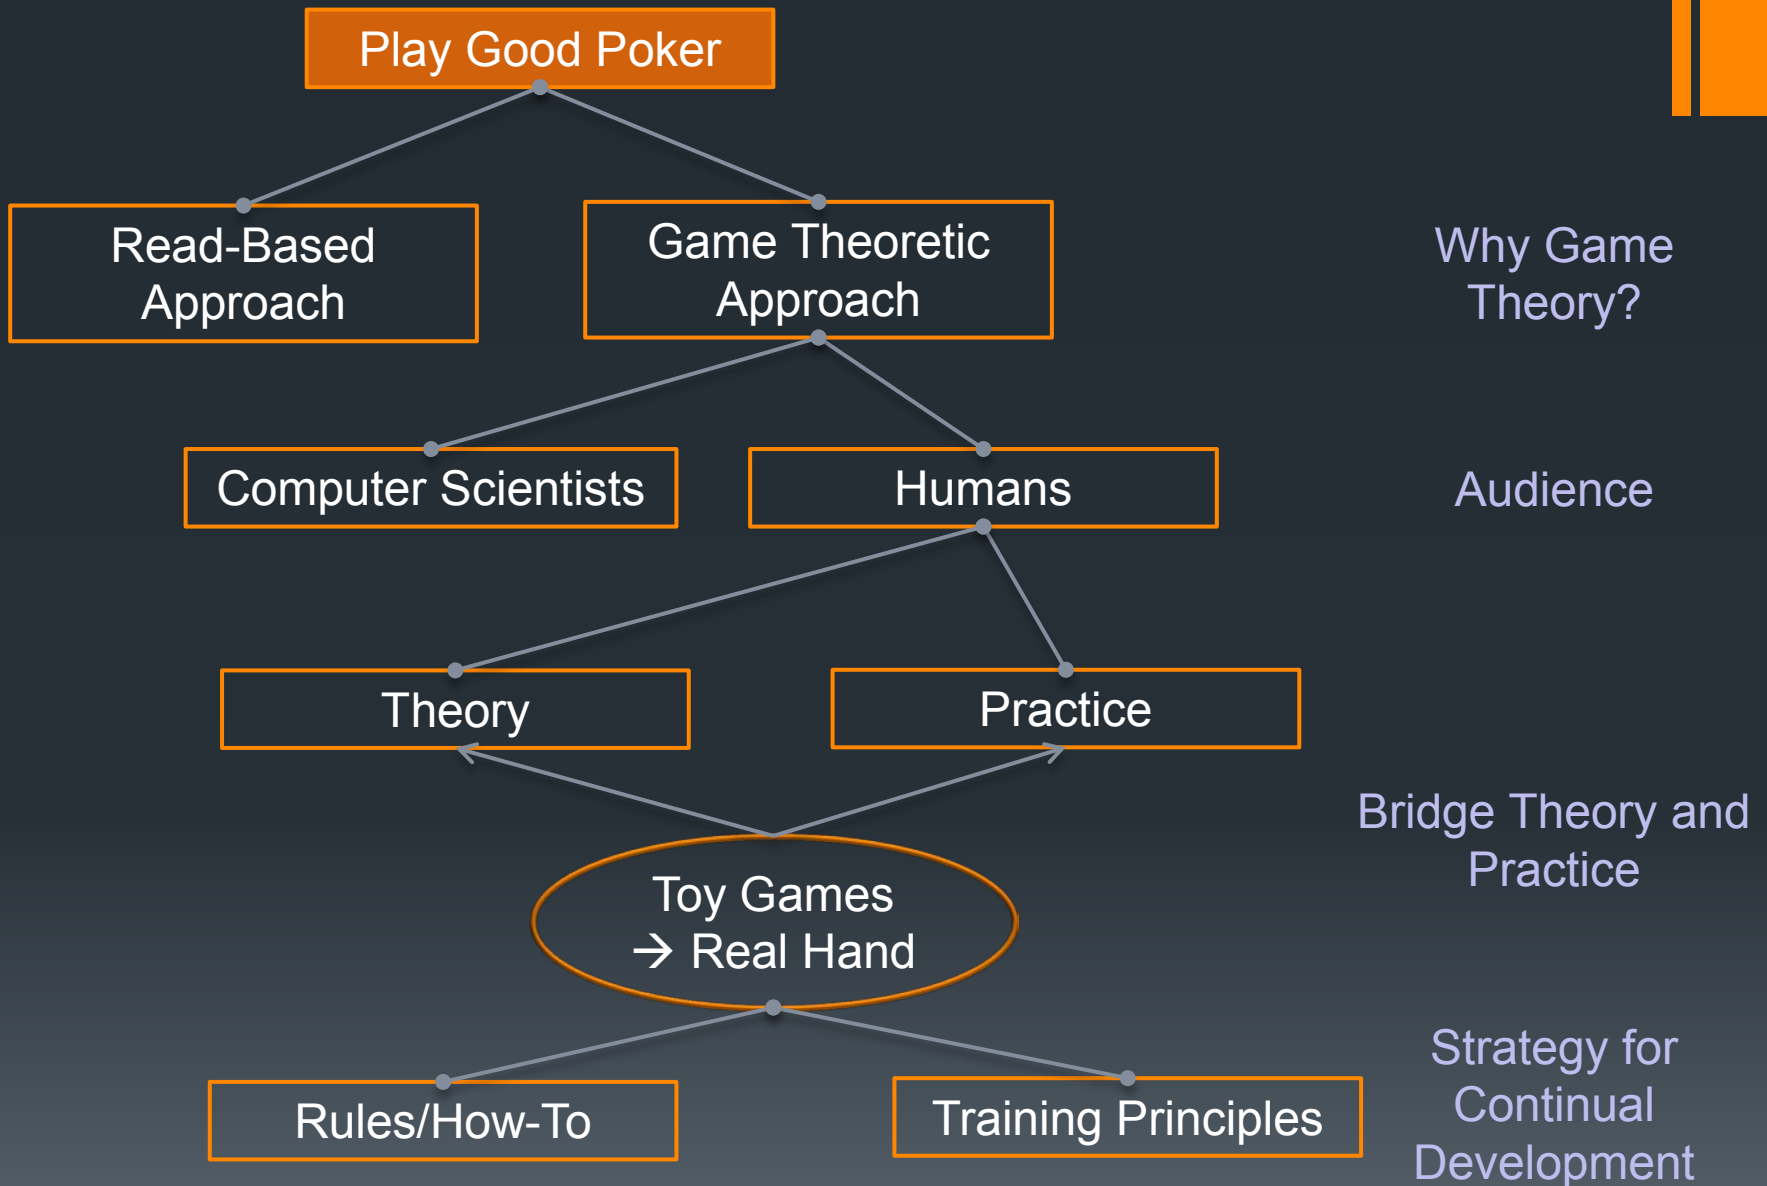 Play Good Poker
Read-Based
Approach
Game Theoretic
Approach
Why Game
Theory?
Computer Scientists
Humans
Audience
Theory
Practice
Bridge Theory and
Practice
Toy Games
→ Real Hand
Strategy for
Continual
Development
Rules/How-To
Training Principles